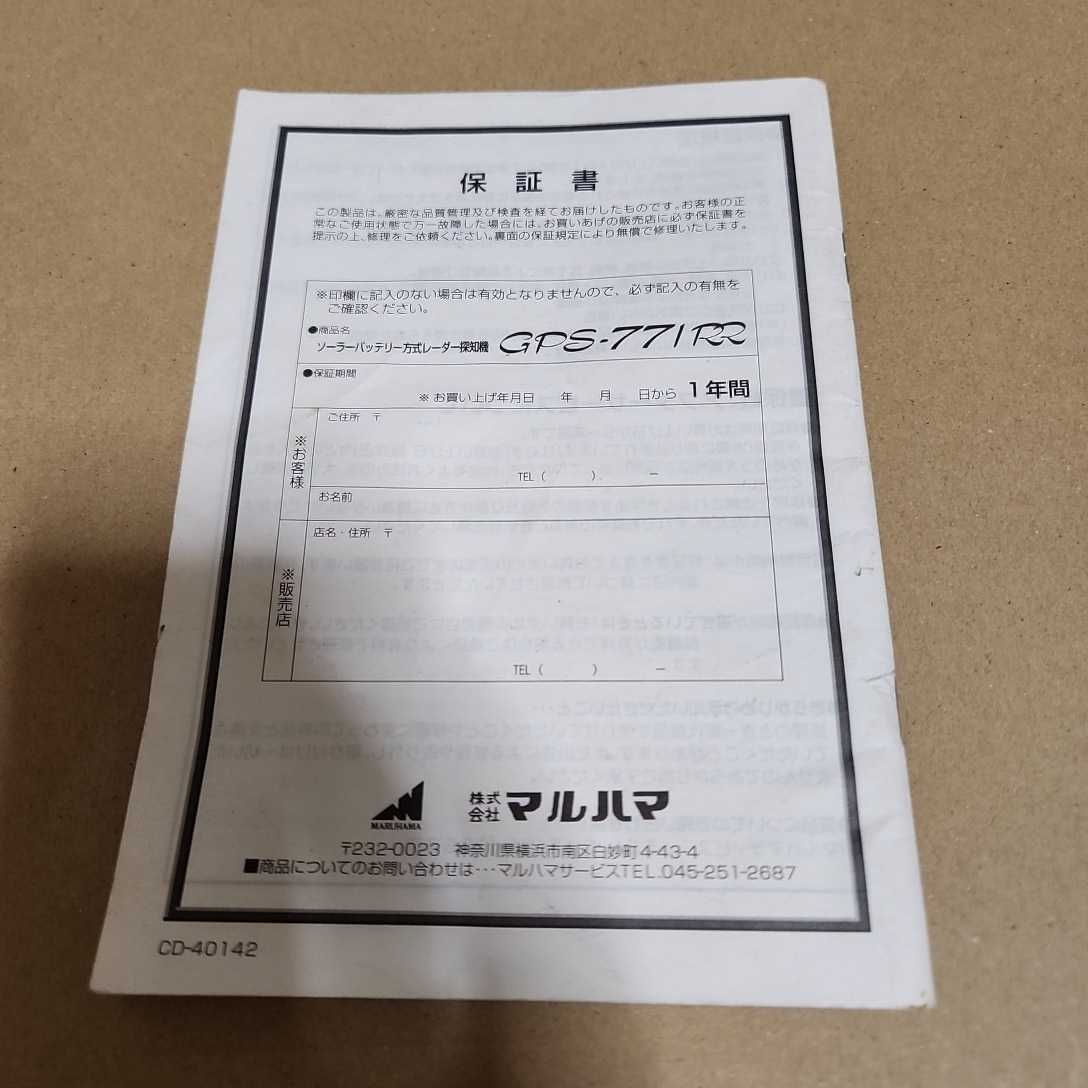 保証書
この製品は、厳密な品質管理及び検査を経てお届けしたものです。お客様の正
常なご使用状態で万一故障した場合には、お買いあげの販売店に必ず保証書を
提示の上、修理をご依頼ください。裏面の保証規定により無償で修理いたします。
※印欄に記入のない場合は有効となりませんので、必ず記入の有無を
ご確認ください。
●商品名
ソーラーバッテリー方式レーダー探知機 GPS-771RR
●保証期間
※お買い上げ年月日 年 月 日から 1年間
※お客様
ご住所 〒
TEL ( ) −
お名前
※販売店
店名・住所 〒
TEL ( ) −
MARUHAMA
株式会社マルハマ
〒232-0023 神奈川県横浜市南区白妙町4-43-4
■商品についてのお問い合わせは･･･マルハマサービスTEL.045-251-2687
CD-40142